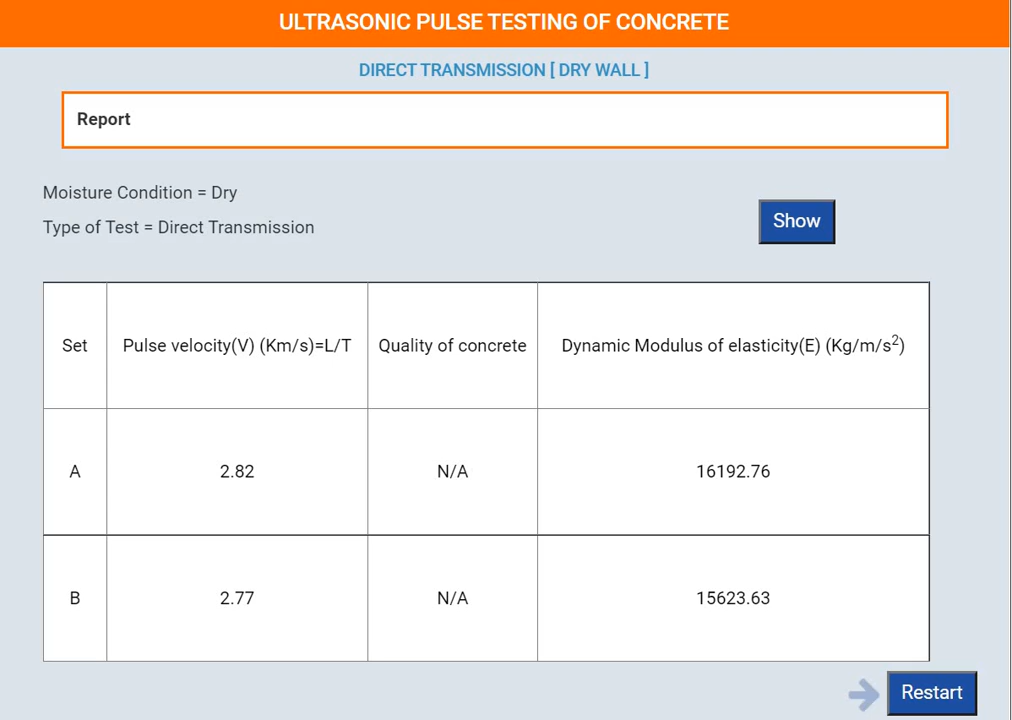 ULTRASONIC PULSE TESTING OF CONCRETE
DIRECT TRANSMISSION [ DRY WALL ]
Report
Moisture Condition = Dry
Type of Test = Direct Transmission
Show
Set Pulse velocity(V) (Km/s)=L/T Quality of concrete Dynamic Modulus of elasticity(E) (Kg/m/s²)
A 2.82 N/A 16192.76
B 2.77 N/A 15623.63
Restart